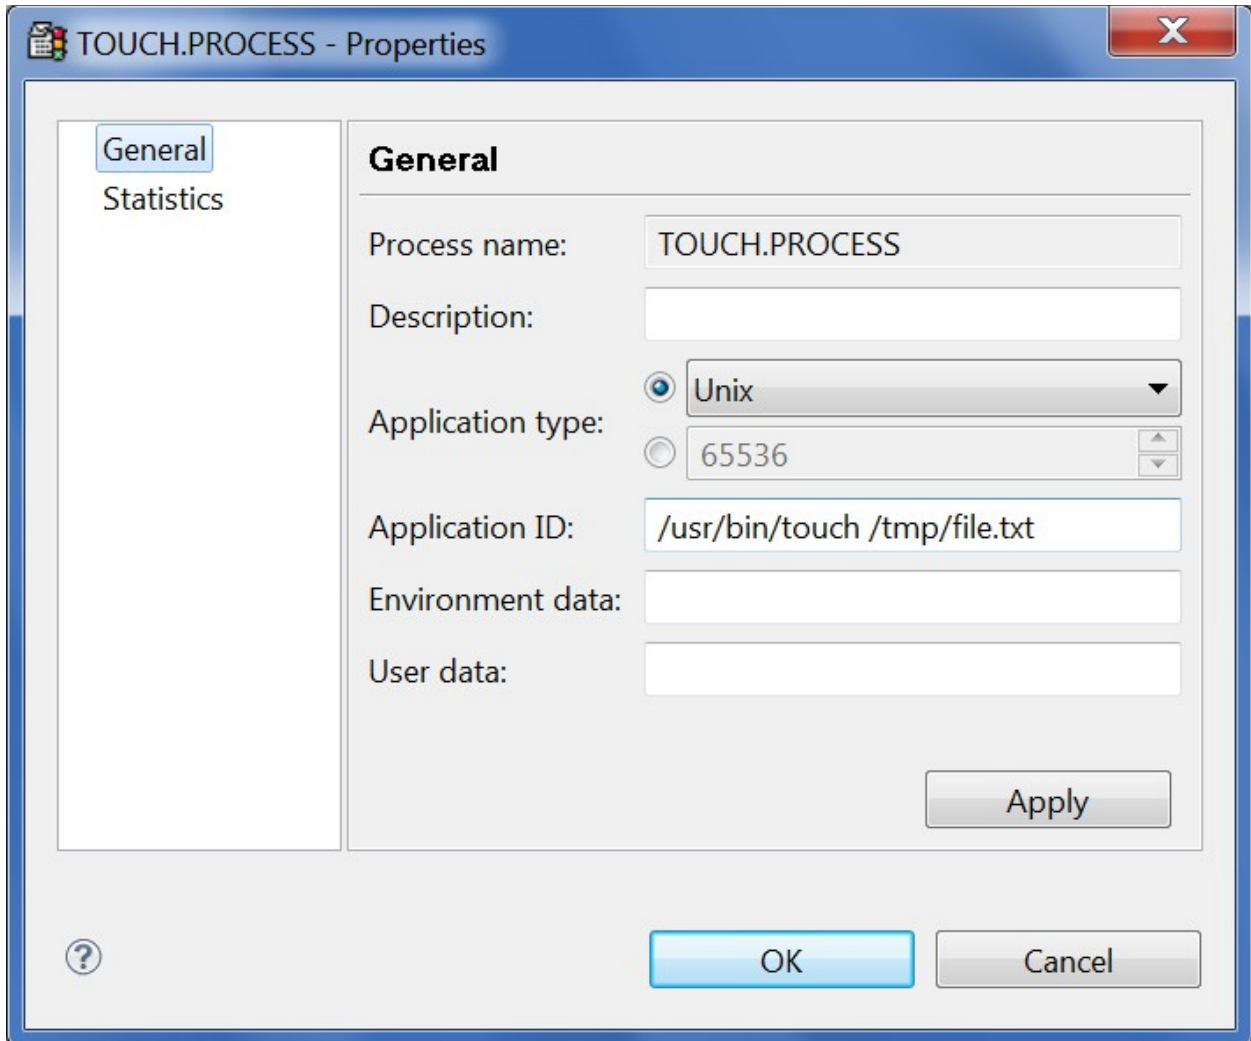 TOUCH.PROCESS - Properties
General
Statistics
General
Process name: TOUCH.PROCESS
Description:
Application type: Unix
65536
Application ID: /usr/bin/touch /tmp/file.txt
Environment data:
User data:
Apply
OK Cancel